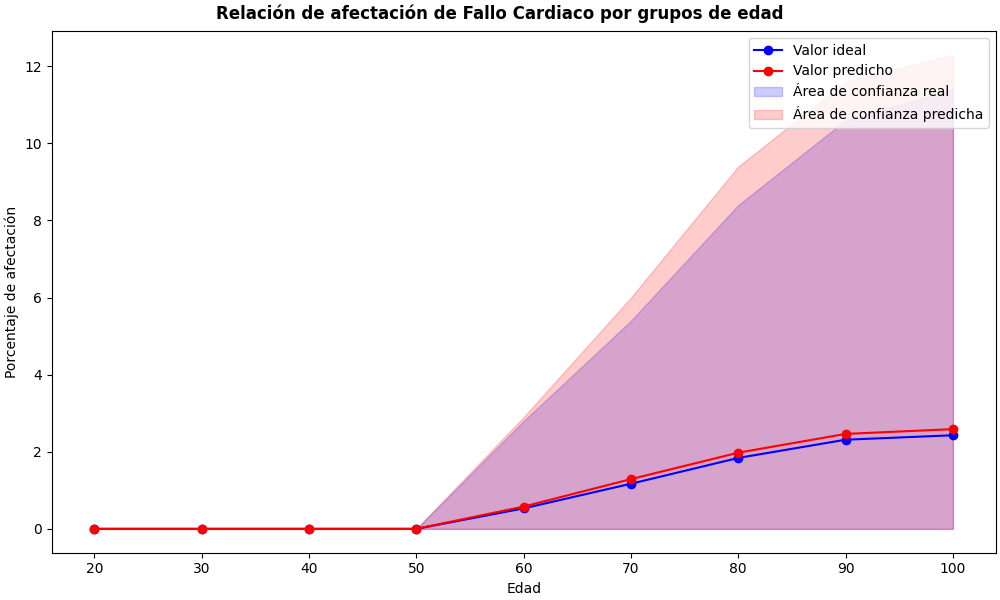 Relación de afectación de Fallo Cardiaco por grupos de edad
Valor ideal
Valor predicho
Área de confianza real
Área de confianza predicha
Porcentaje de afectación
12
10
8
6
4
2
0
20 30 40 50 60 70 80 90 100
Edad